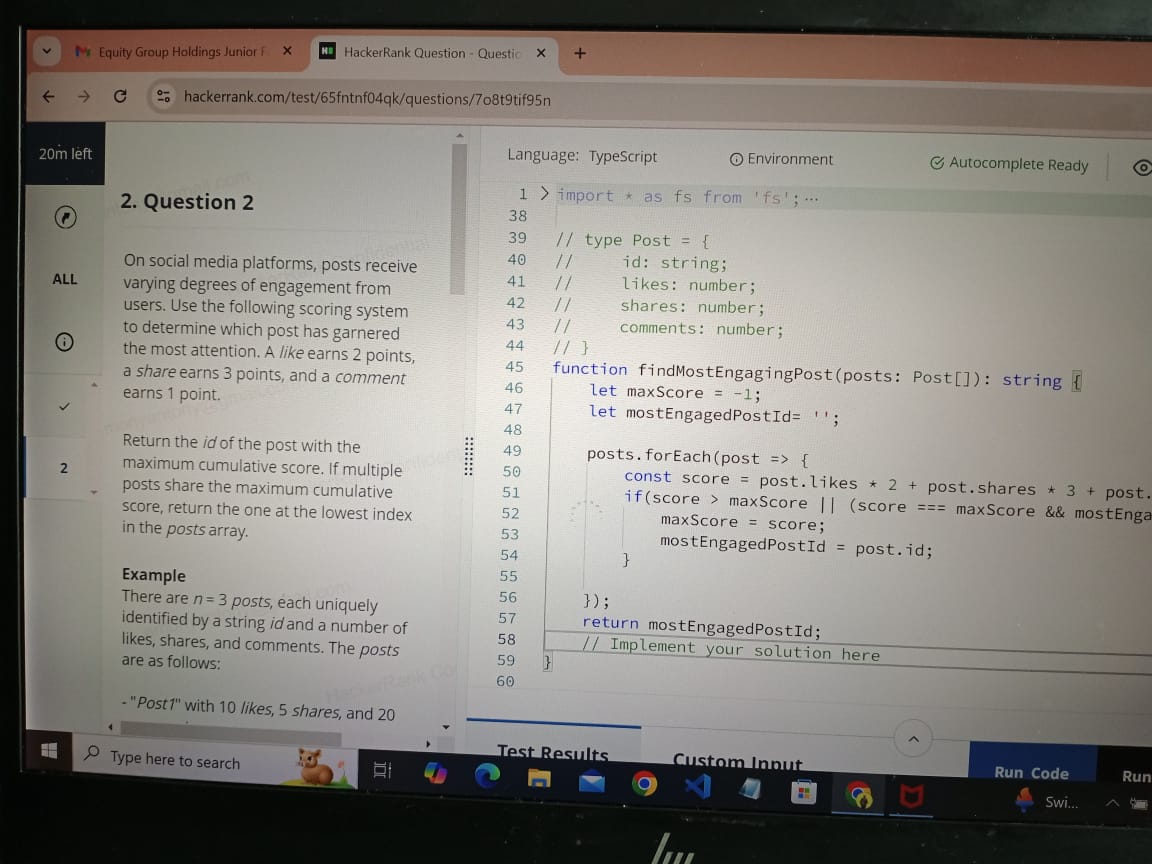 Equity Group Holdings Junior F
HackerRank Question - Questio
hackerrank.com/test/65fntnf04qk/questions/7o8t9tif95n
20m left
ALL
2
2. Question 2
On social media platforms, posts receive
varying degrees of engagement from
users. Use the following scoring system
to determine which post has garnered
the most attention. A like earns 2 points,
a share earns 3 points, and a comment
earns 1 point.
Return the id of the post with the
maximum cumulative score. If multiple
posts share the maximum cumulative
score, return the one at the lowest index
in the posts array.
Example
There are n = 3 posts, each uniquely
identified by a string id and a number of
likes, shares, and comments. The posts
are as follows:
- "Post1" with 10 likes, 5 shares, and 20
Language: TypeScript
Environment
Autocomplete Ready
1 > import * as fs from 'fs';...
38
39 // type Post = {
40 // id: string;
41 // likes: number;
42 // shares: number;
43 // comments: number;
44 // }
45 function findMostEngagingPost(posts: Post[]): string {
46 let maxScore = -1;
47 let mostEngagedPostId= '';
48
49 posts.forEach(post => {
50 const score = post.likes * 2 + post.shares * 3 + post.
51 if(score > maxScore || (score === maxScore && mostEnga
52 maxScore = score;
53 mostEngagedPostId = post.id;
54 }
55
56 });
57 return mostEngagedPostId;
58 // Implement your solution here
59 }
60
Test Results
Custom Input
Run Code
Run
Type here to search
Swi...
hp